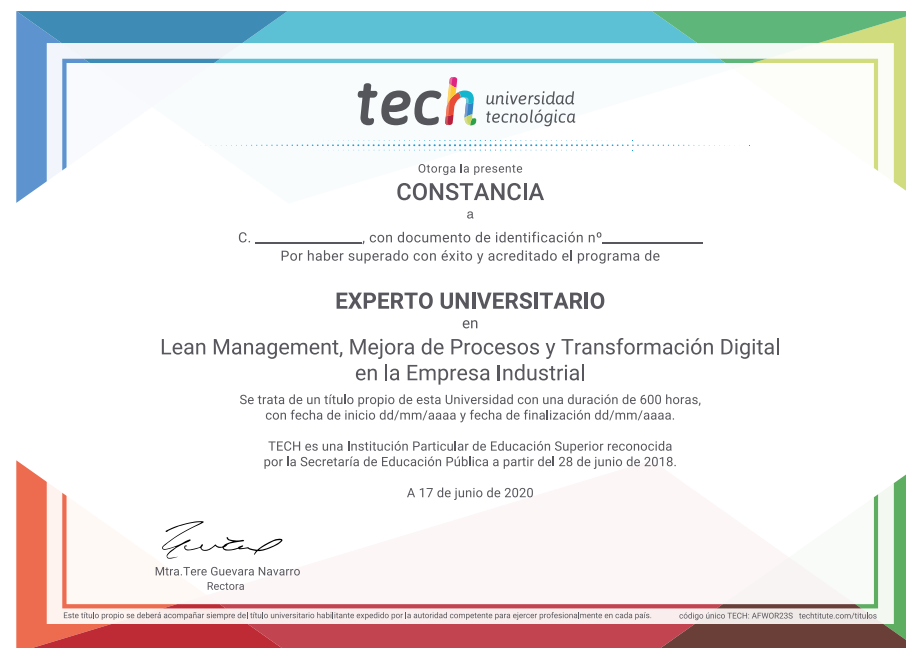 tech universidad
tecnológica
Otorga la presente
CONSTANCIA
a
C. ______________, con documento de identificación nº_____________
Por haber superado con éxito y acreditado el programa de
EXPERTO UNIVERSITARIO
en
Lean Management, Mejora de Procesos y Transformación Digital
en la Empresa Industrial
Se trata de un título propio de esta Universidad con una duración de 600 horas,
con fecha de inicio dd/mm/aaaa y fecha de finalización dd/mm/aaaa.
TECH es una Institución Particular de Educación Superior reconocida
por la Secretaría de Educación Pública a partir del 28 de junio de 2018.
A 17 de junio de 2020
Mtra.Tere Guevara Navarro
Rectora
Este título propio se deberá acompañar siempre del título universitario habilitante expedido por la autoridad competente para ejercer profesionalmente en cada país. código único TECH: AFWOR23S techtitute.com/titulos